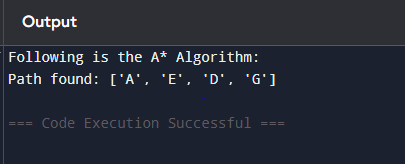 Output
Following is the A* Algorithm:
Path found: ['A', 'E', 'D', 'G']
=== Code Execution Successful ===